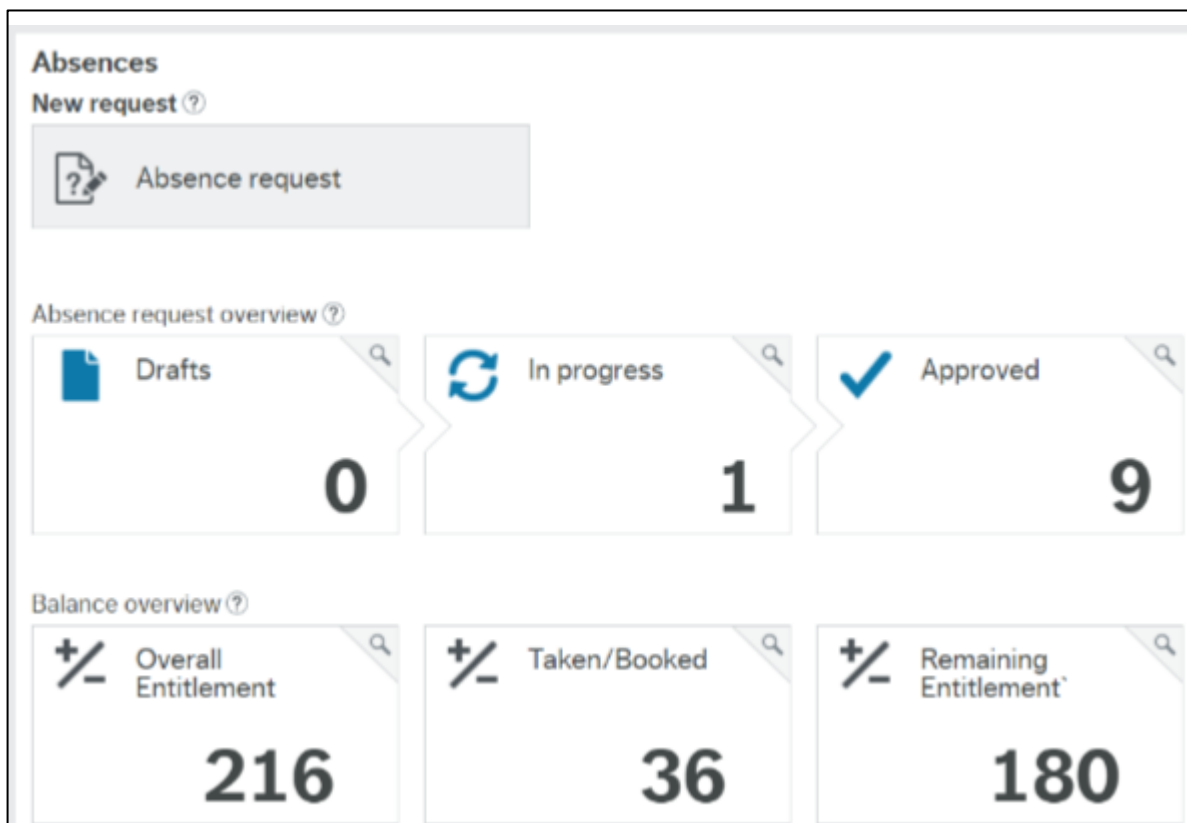 Absences
New request ?
Absence request
Absence request overview ?
Drafts
0
In progress
1
Approved
9
Balance overview ?
Overall
Entitlement
216
Taken/Booked
36
Remaining
Entitlement`
180